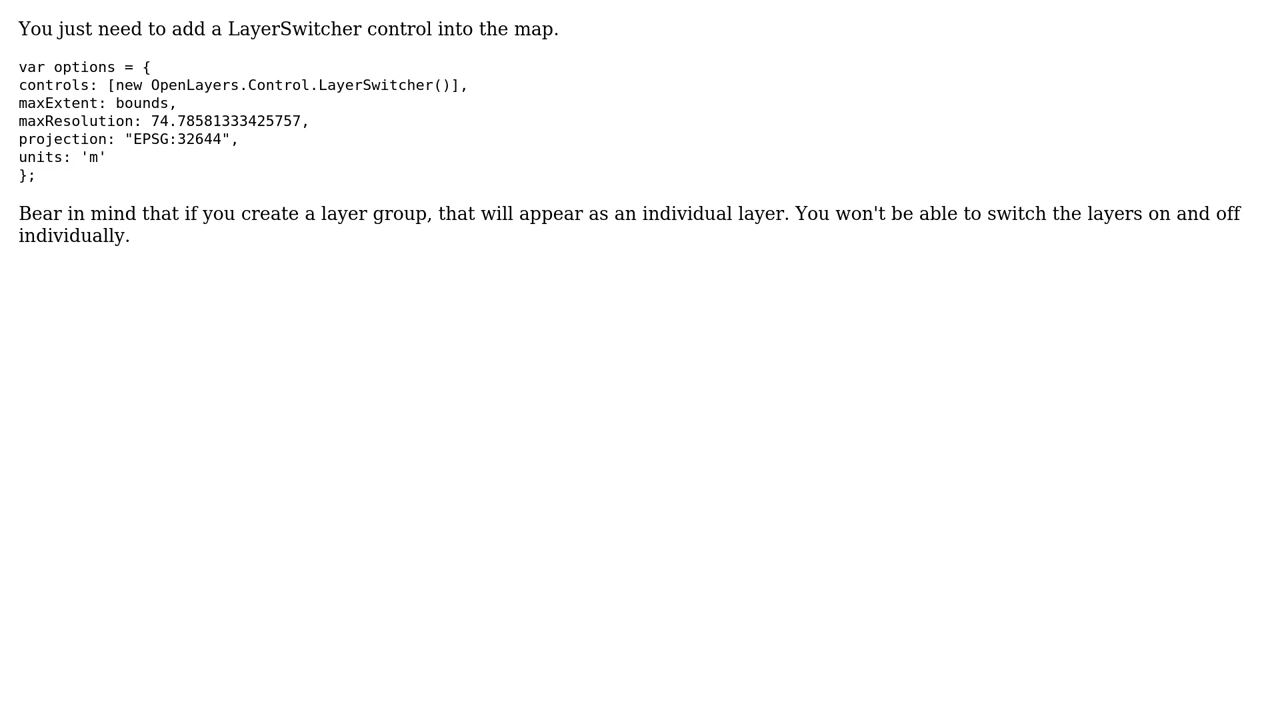 You just need to add a LayerSwitcher control into the map.
var options = {
controls: [new OpenLayers.Control.LayerSwitcher()],
maxExtent: bounds,
maxResolution: 74.78581333425757,
projection: "EPSG:32644",
units: 'm'
};
Bear in mind that if you create a layer group, that will appear as an individual layer. You won't be able to switch the layers on and off
individually.